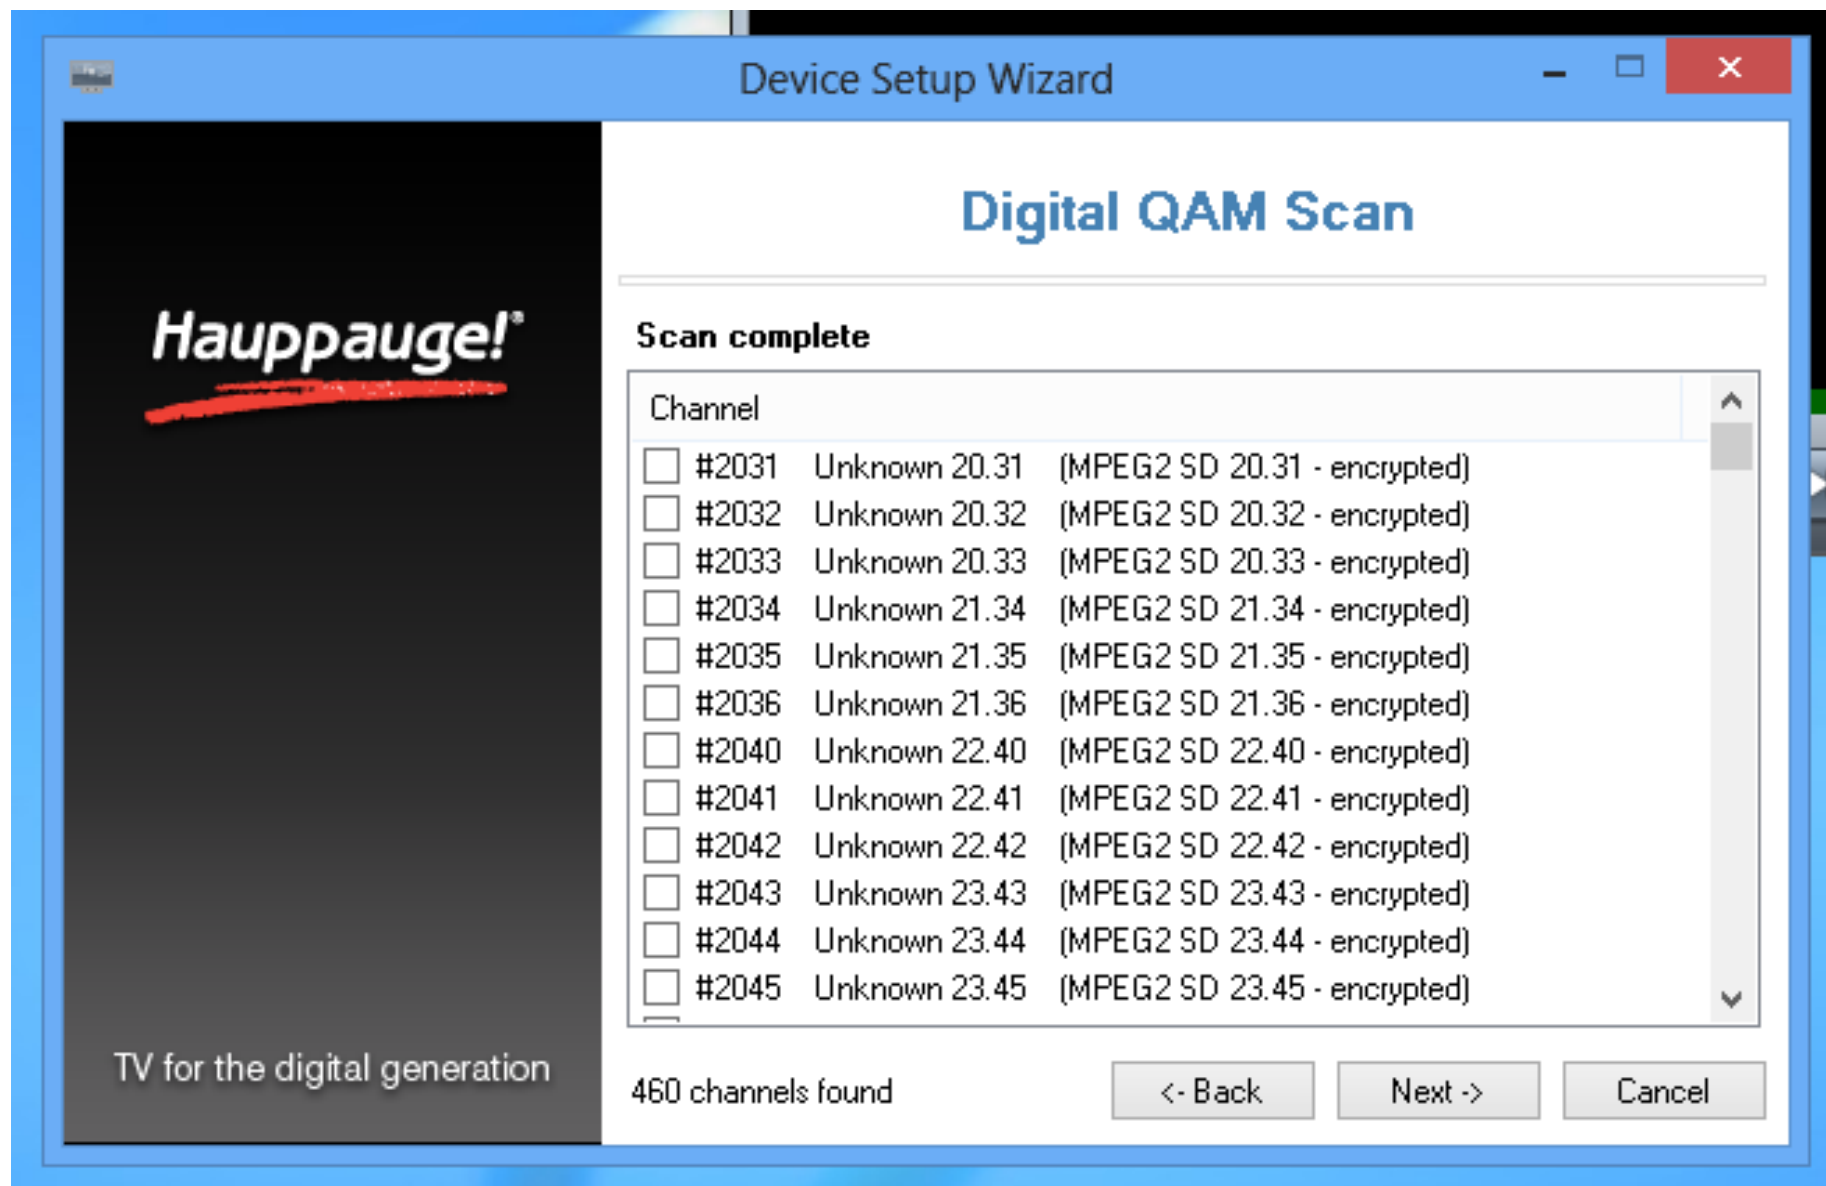 Device Setup Wizard
Hauppauge!®
TV for the digital generation
Digital QAM Scan
Scan complete
Channel
#2031 Unknown 20.31 (MPEG2 SD 20.31 - encrypted)
#2032 Unknown 20.32 (MPEG2 SD 20.32 - encrypted)
#2033 Unknown 20.33 (MPEG2 SD 20.33 - encrypted)
#2034 Unknown 21.34 (MPEG2 SD 21.34 - encrypted)
#2035 Unknown 21.35 (MPEG2 SD 21.35 - encrypted)
#2036 Unknown 21.36 (MPEG2 SD 21.36 - encrypted)
#2040 Unknown 22.40 (MPEG2 SD 22.40 - encrypted)
#2041 Unknown 22.41 (MPEG2 SD 22.41 - encrypted)
#2042 Unknown 22.42 (MPEG2 SD 22.42 - encrypted)
#2043 Unknown 23.43 (MPEG2 SD 23.43 - encrypted)
#2044 Unknown 23.44 (MPEG2 SD 23.44 - encrypted)
#2045 Unknown 23.45 (MPEG2 SD 23.45 - encrypted)
460 channels found
<- Back
Next ->
Cancel